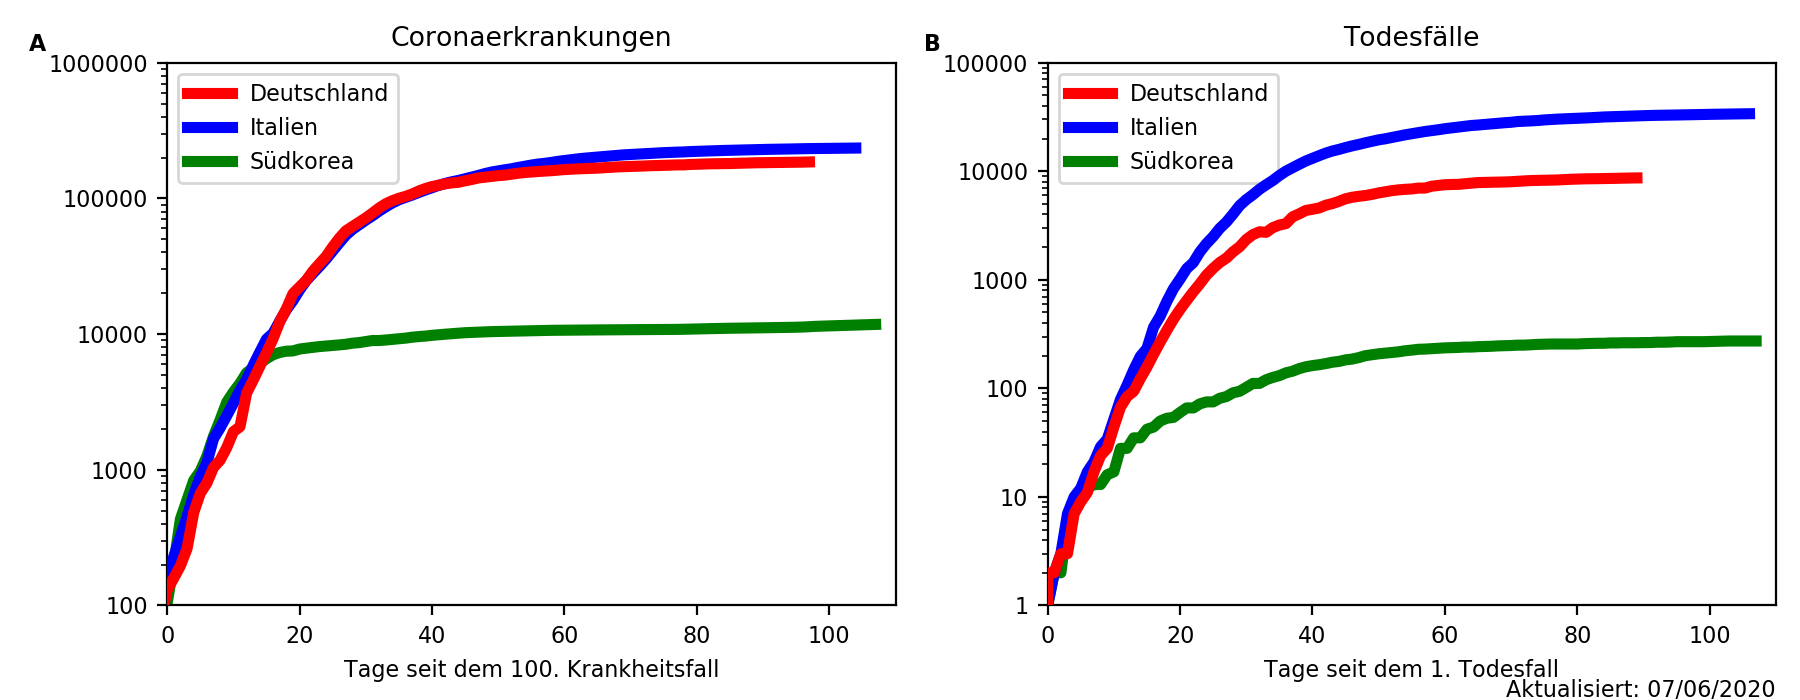 A
Coronaerkrankungen
1000000
100000
10000
1000
100
Deutschland
Italien
Südkorea
0 20 40 60 80 100
Tage seit dem 100. Krankheitsfall
B
Todesfälle
100000
10000
1000
100
10
1
Deutschland
Italien
Südkorea
0 20 40 60 80 100
Tage seit dem 1. Todesfall
Aktualisiert: 07/06/2020